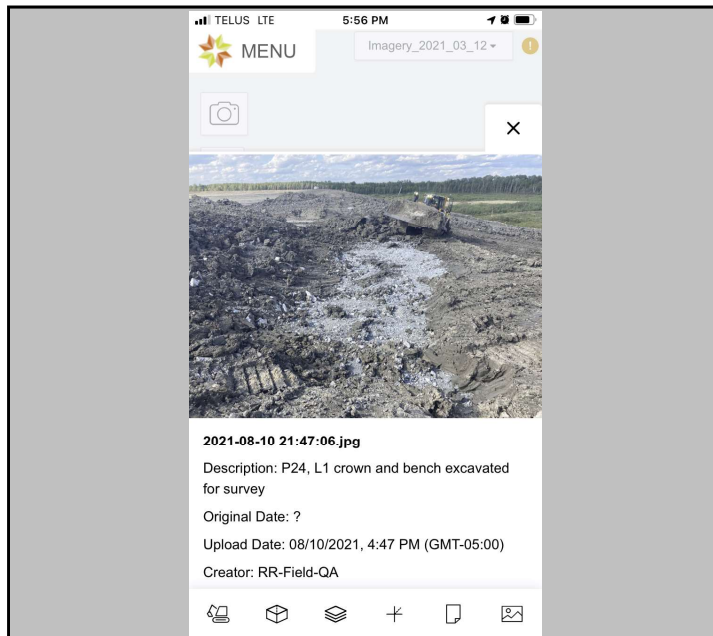 TELUS LTE 5:56 PM
MENU
Imagery_2021_03_12
2021-08-10 21:47:06.jpg
Description: P24, L1 crown and bench excavated
for survey
Original Date: ?
Upload Date: 08/10/2021, 4:47 PM (GMT-05:00)
Creator: RR-Field-QA